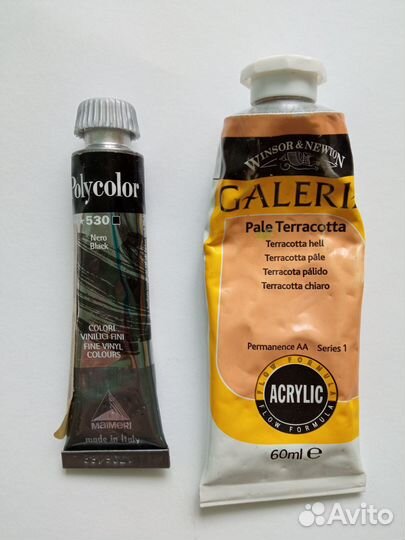 Polycolor
*530
Nero
Black
COLORI
VINILICI FINI
FINE VINYL
COLOURS
MAIMERI
made in Italy
WINSOR & NEWTON
GALERI
Pale Terracotta
Terracotta hell
Terracotta pâle
Terracota pálido
Terracotta chiaro
Permanence AA Series 1
FLOW FORMULA
ACRYLIC
FLOW FORMULA
60ml e
Avito